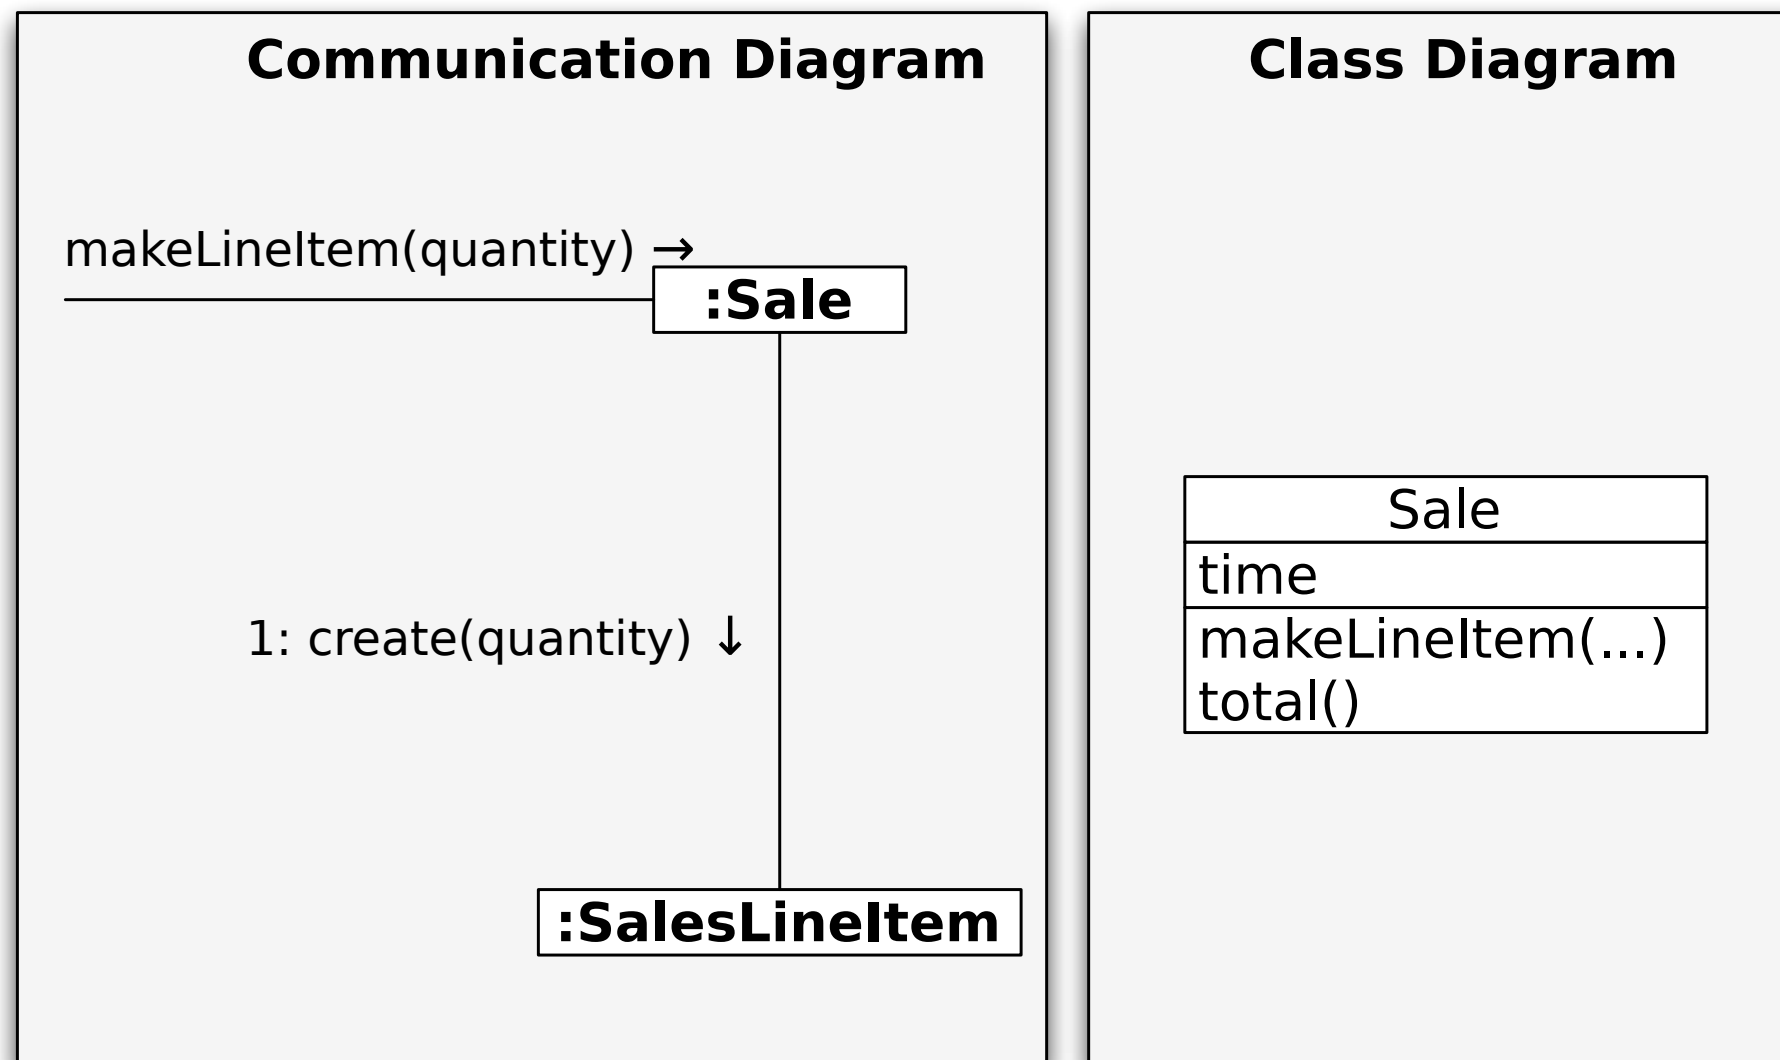 Communication Diagram
makeLineItem(quantity) →
:Sale
1: create(quantity) ↓
:SalesLineItem
Class Diagram
Sale
time
makeLineItem(...)
total()